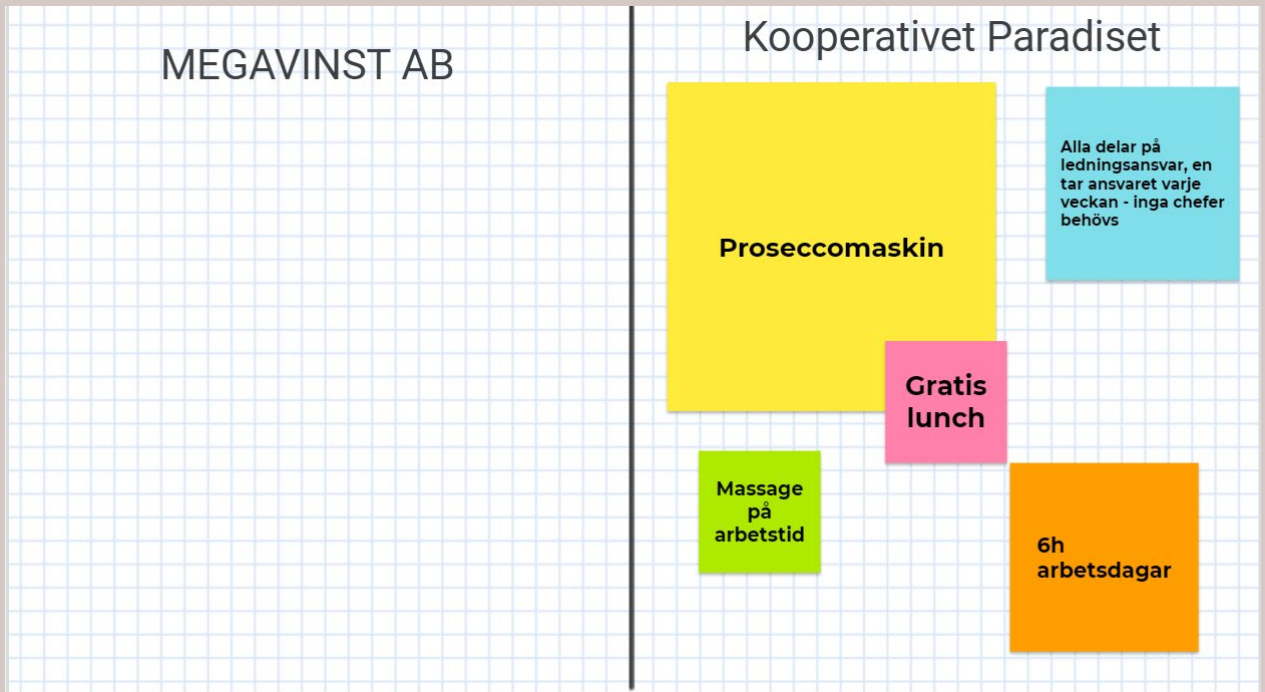 MEGAVINST AB
Kooperativet Paradiset
Proseccomaskin
Alla delar på
ledningsansvar, en
tar ansvaret varje
veckan - inga chefer
behövs
Gratis
lunch
Massage
på
arbetstid
6h
arbetsdagar